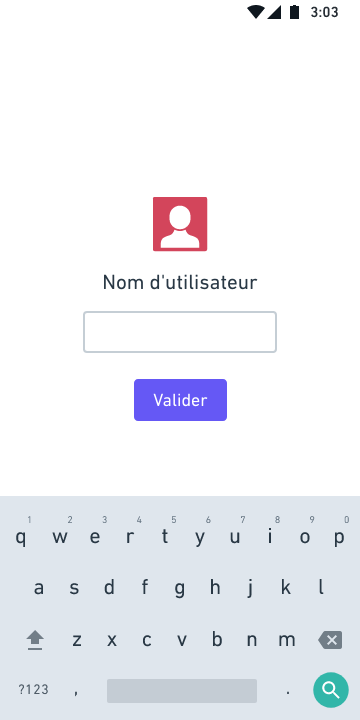 3:03
Nom d'utilisateur
Valider
1 2 3 4 5 6 7 8 9 0
q w e r t y u i o p
a s d f g h j k l
z x c v b n m
?123 , .